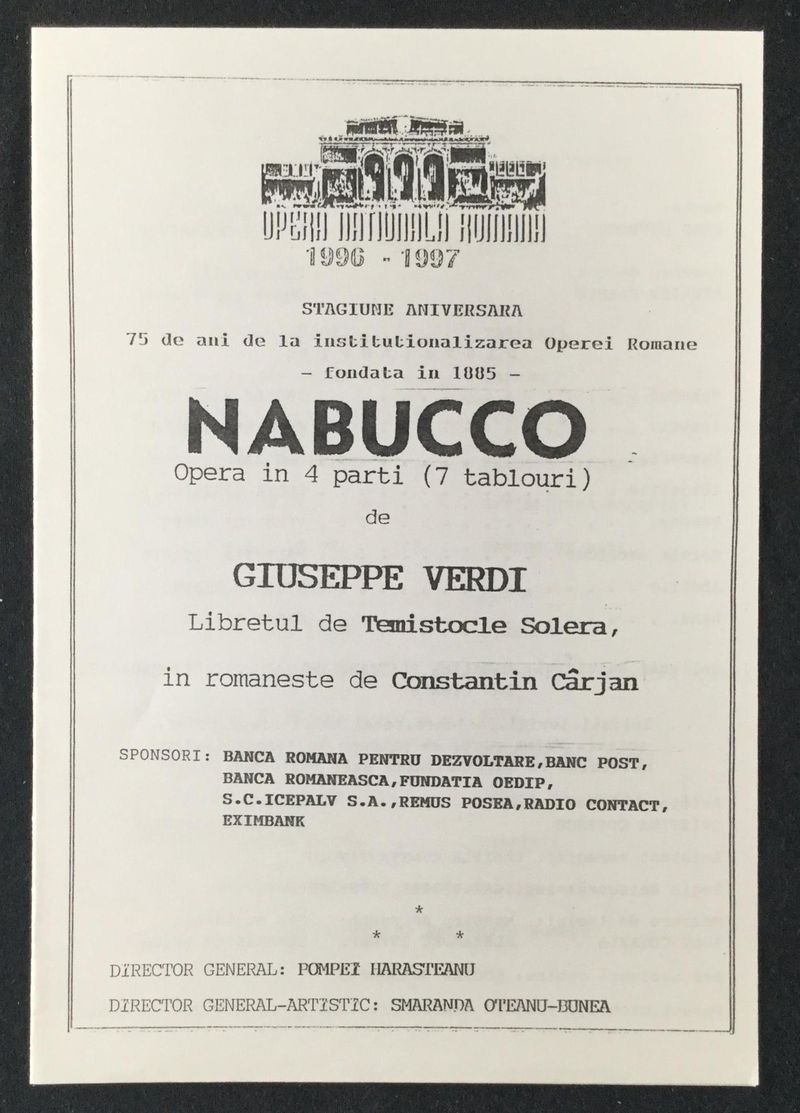 OPERA NATIONALA ROMANA
1996 - 1997
STAGIUNE ANIVERSARA
75 de ani de la institutionalizarea Operei Romane
- fondata in 1885 -
NABUCCO
Opera in 4 parti (7 tablouri)
de
GIUSEPPE VERDI
Libretul de Temistocle Solera,
in romaneste de Constantin Cârjan
SPONSORI: BANCA ROMANA PENTRU DEZVOLTARE,BANC POST,
BANCA ROMANEASCA,FUNDATIA OEDIP,
S.C.ICEPALV S.A.,REMUS POSEA,RADIO CONTACT,
EXIMBANK
*
* *
DIRECTOR GENERAL: POMPEI HARASTEANU
DIRECTOR GENERAL-ARTISTIC: SMARANDA OTEANU-BUNEA